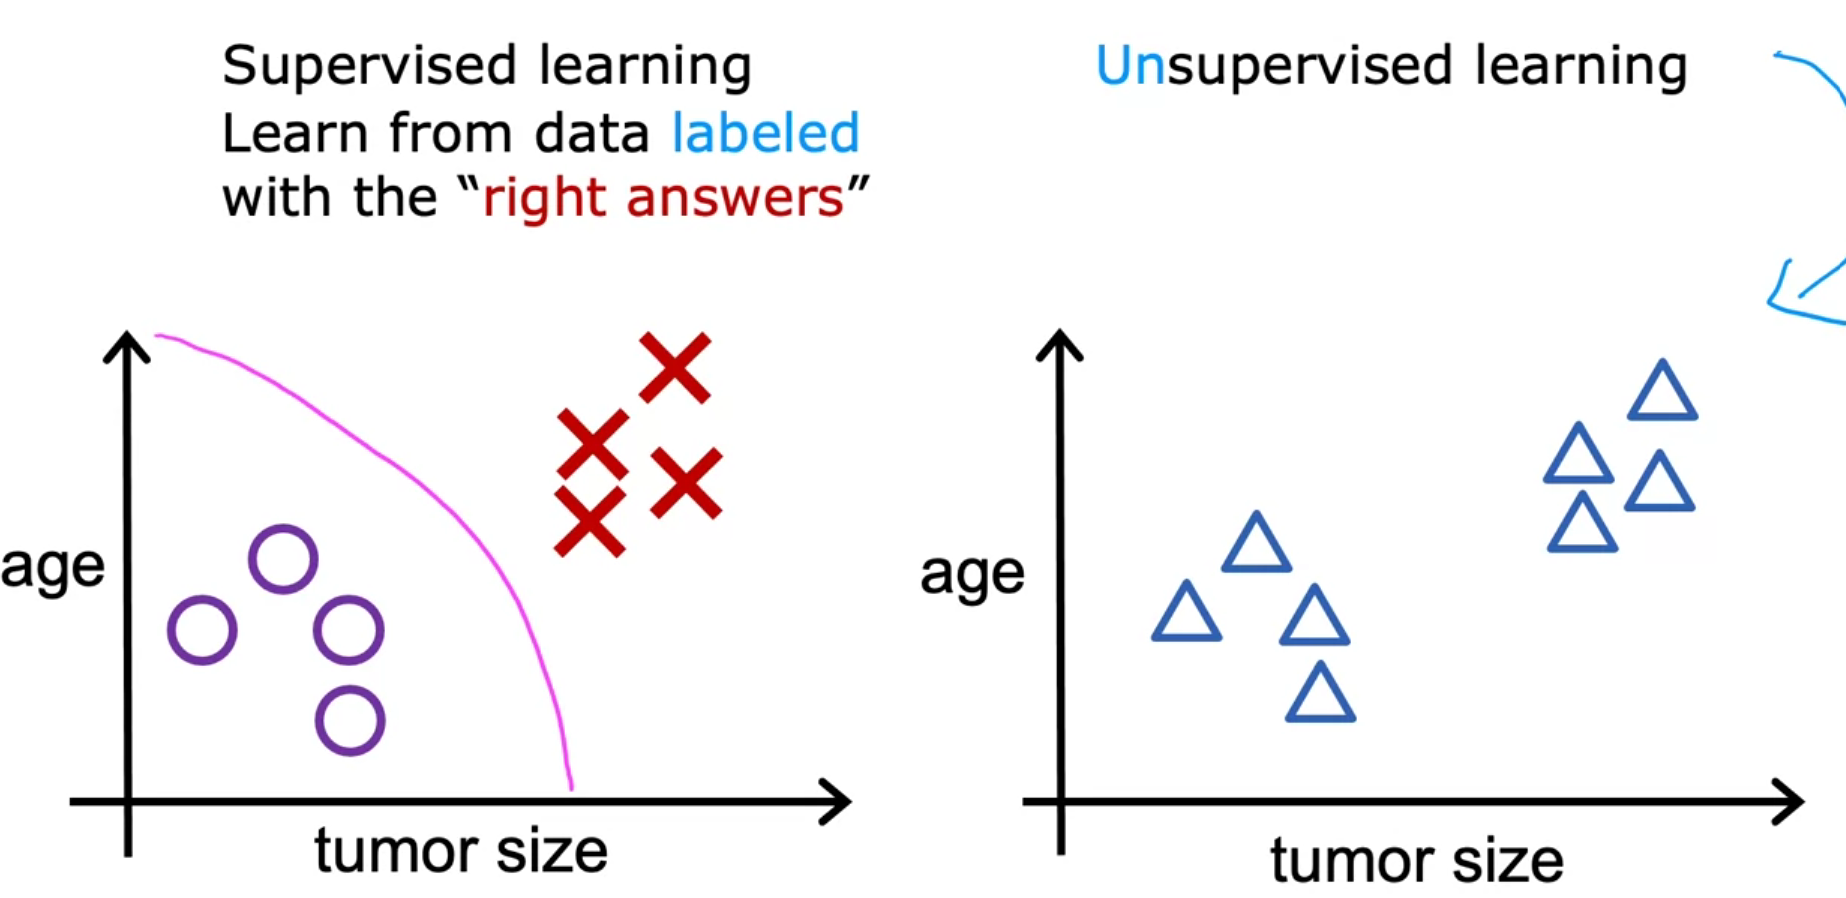 Supervised learning
Learn from data labeled
with the “right answers”
age
tumor size
Unsupervised learning
age
tumor size